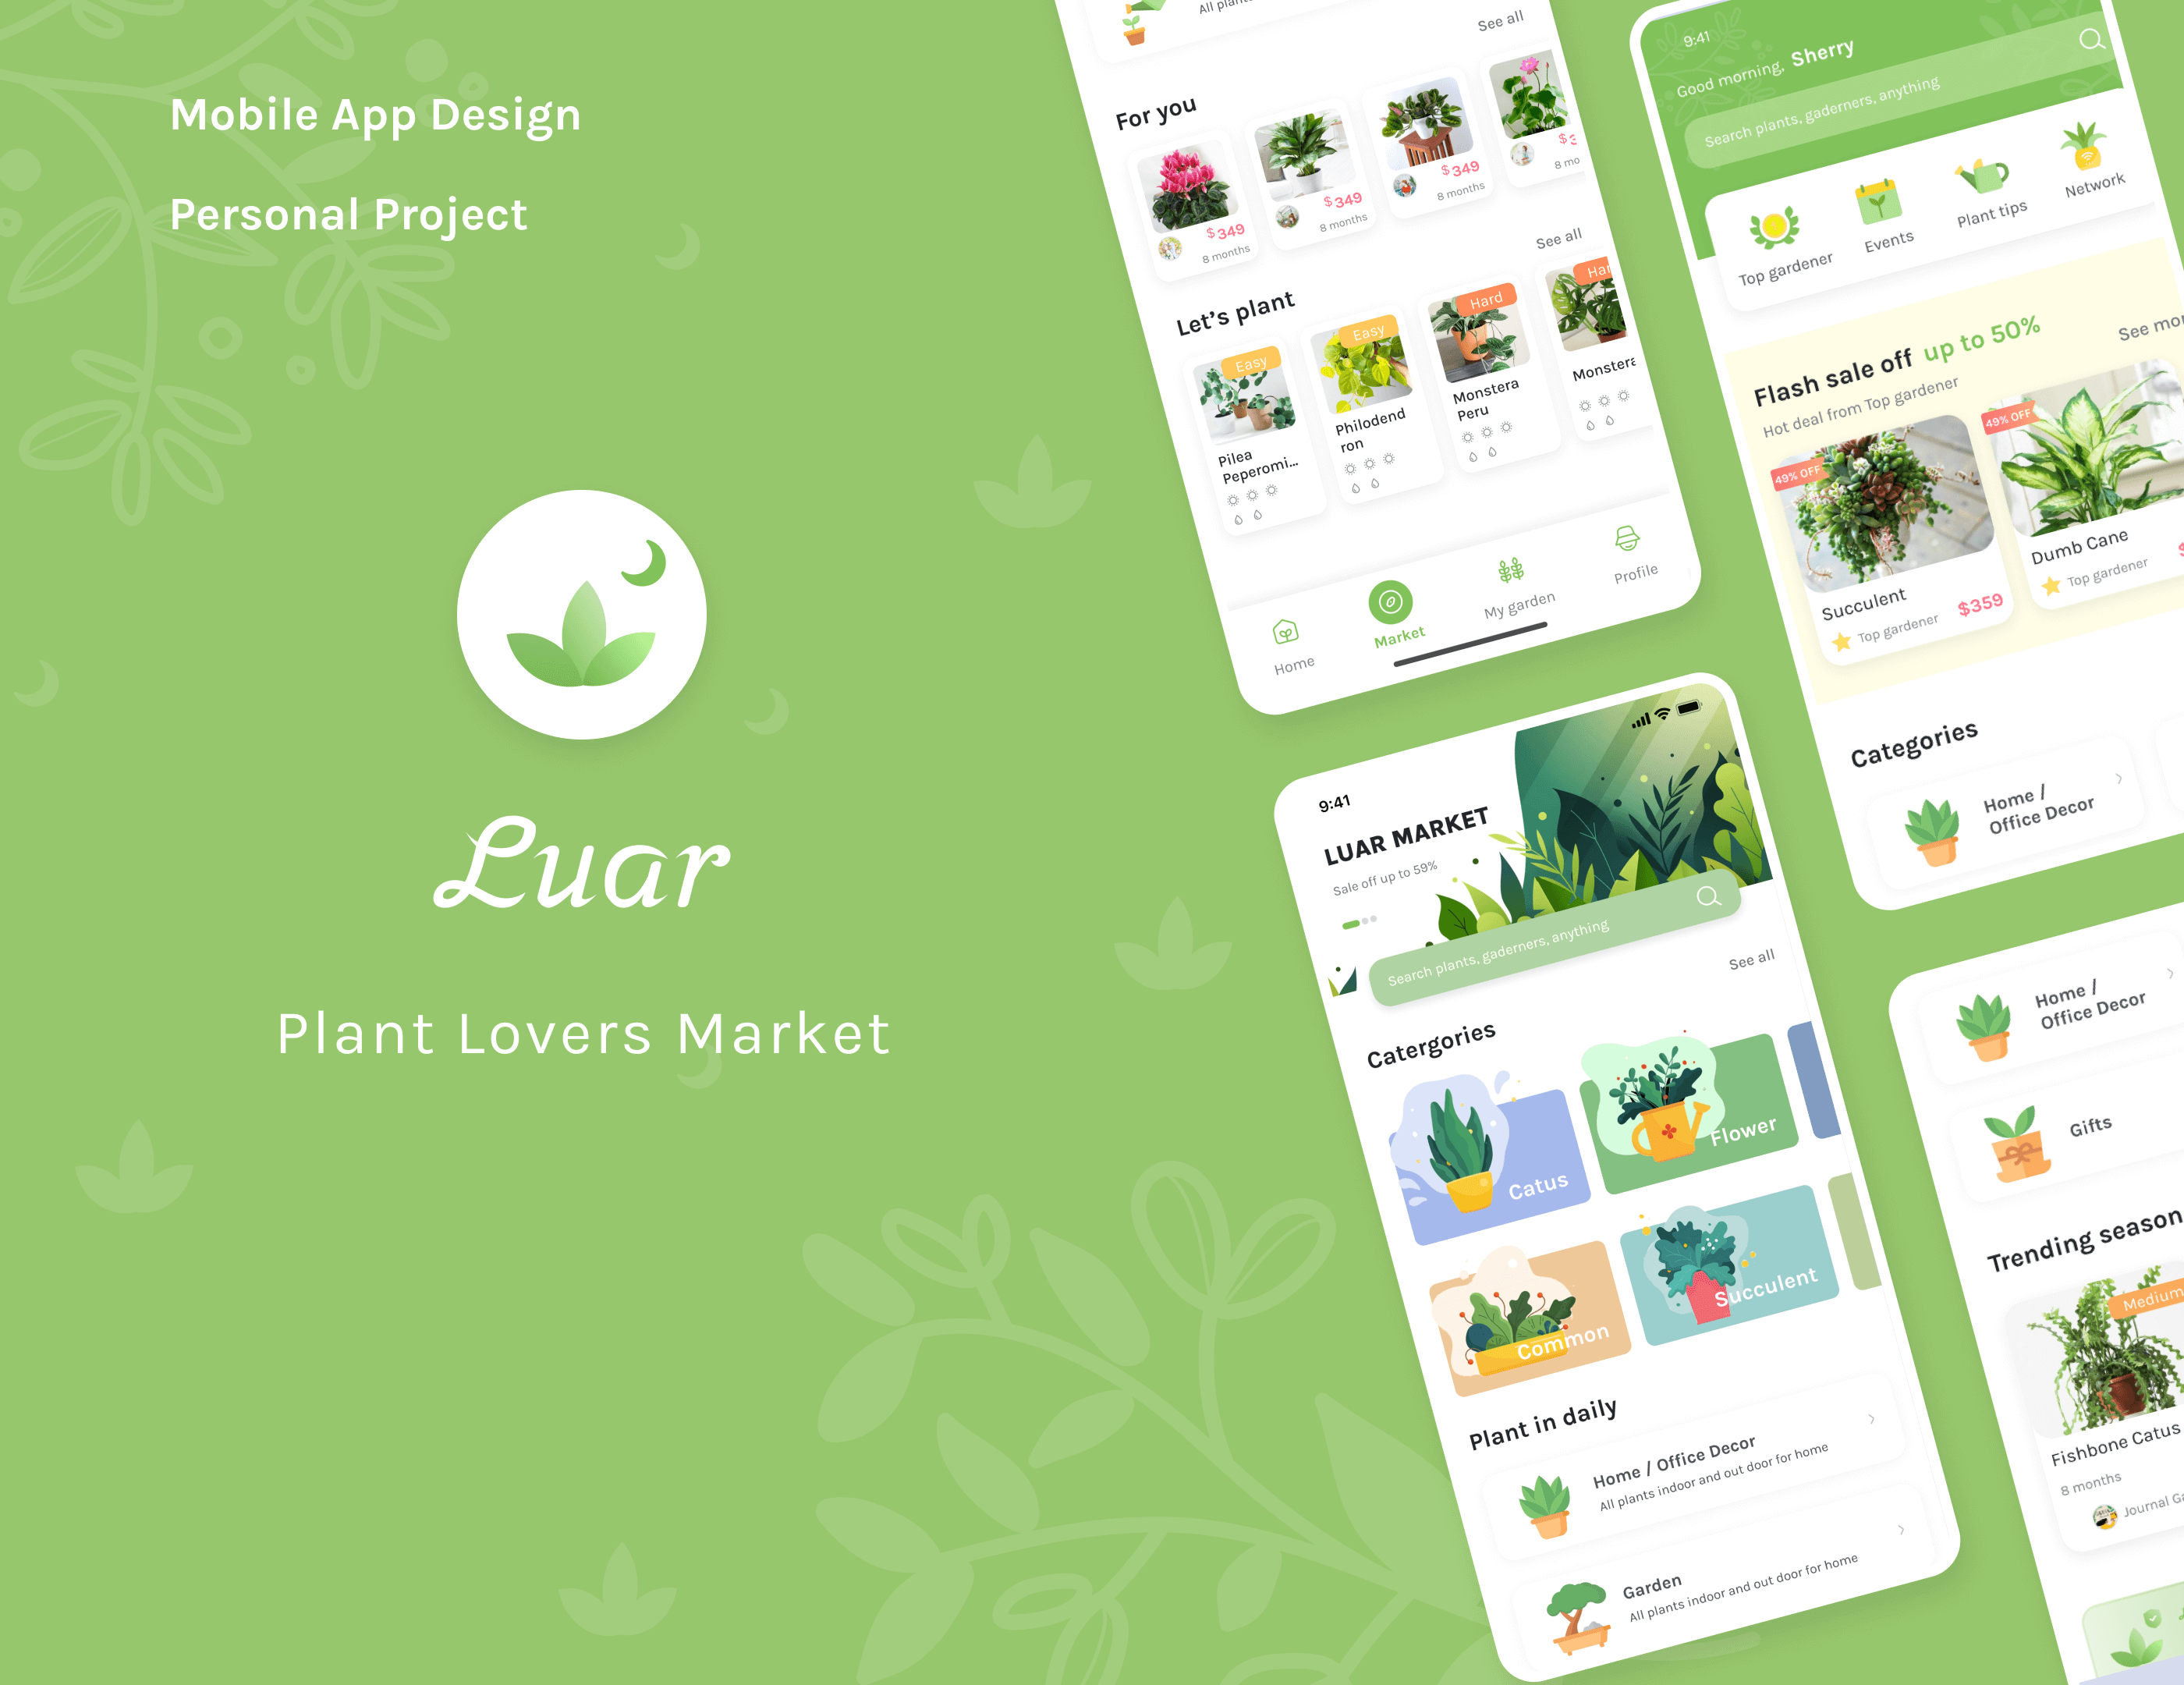 Mobile App Design
Personal Project
Luar
Plant Lovers Market
See all
For you
$349
8 months
$349
8 months
$349
8 months
8 mo
See all
Let's plant
Easy
Pilea
Peperomi...
Easy
Philodend
ron
Hard
Monstera
Peru
Monstera
Home
Market
My garden
Profile
9:41
LUAR MARKET
Sale off up to 59%
Search plants, gaderners, anything
See all
Catergories
Catus
Flower
Common
Succulent
Plant in daily
Home / Office Decor
All plants indoor and out door for home
Garden
All plants indoor and out door for home
9:41
Good morning, Sherry
Search plants, gaderners, anything
Top gardener
Events
Plant tips
Network
Flash sale off up to 50%
See mor
Hot deal from Top gardener
49% OFF
Succulent
Top gardener
$359
49% OFF
Dumb Cane
Top gardener
Categories
Home /
Office Decor
Home /
Office Decor
Gifts
Trending season
Medium
Fishbone Catus
8 months
Journal Ga